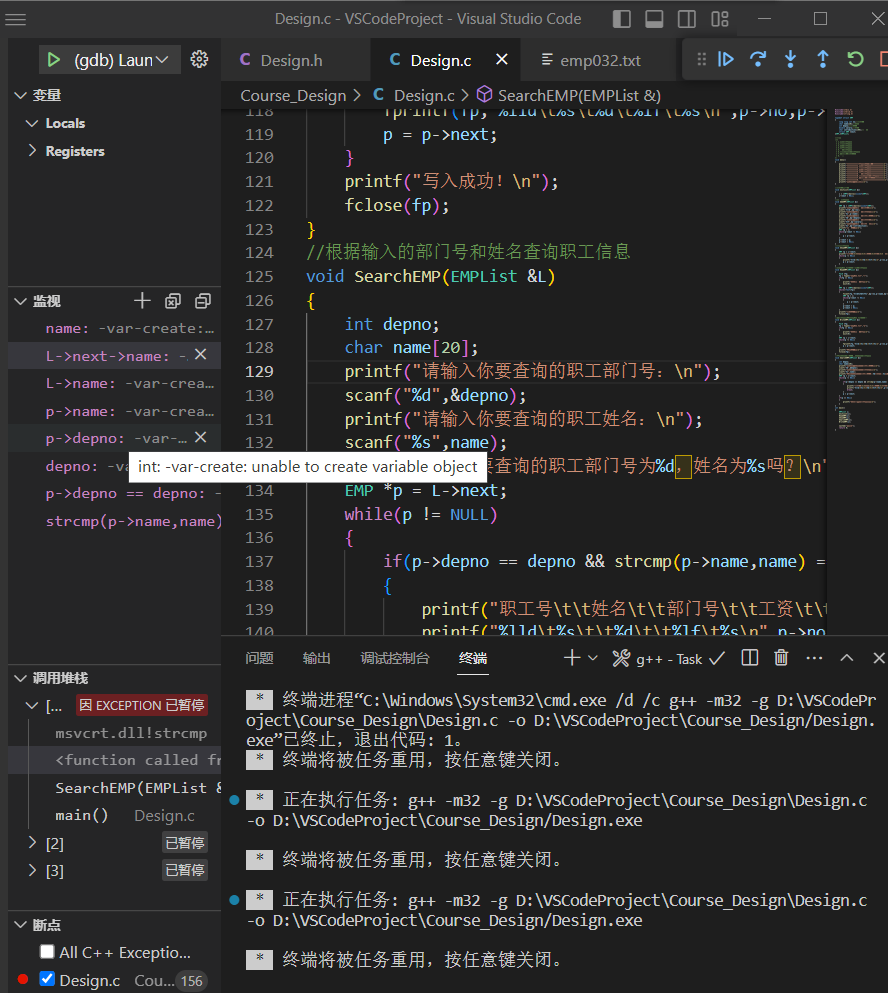 Design.c - VSCodeProject - Visual Studio Code
(gdb) Laun
C Design.h
C Design.c
emp032.txt
变量
Locals
Registers
监视
name: -var-create:...
L->next->name: -.
L->name: -var-crea...
p->name: -var-crea...
p->depno: -var-...
depno: -va
p->depno == depno: -
strcmp(p->name,name)
int: -var-create: unable to create variable object
调用堆栈
[...
因 EXCEPTION 已暂停
msvcrt.dll!strcmp
<function called fr
SearchEMP(EMPList &
main() Design.c
[2] 已暂停
[3] 已暂停
断点
All C++ Exceptio...
Design.c Cou... 156
Course_Design > C Design.c > SearchEMP(EMPList &)
118 fprintf(fp,"%lld\t%s\t%d\t%lf\t%s\n",p->no,p->
119 p = p->next;
120 }
121 printf("写入成功！\n");
122 fclose(fp);
123 }
124 //根据输入的部门号和姓名查询职工信息
125 void SearchEMP(EMPList &L)
126 {
127 int depno;
128 char name[20];
129 printf("请输入你要查询的职工部门号：\n");
130 scanf("%d",&depno);
131 printf("请输入你要查询的职工姓名：\n");
132 scanf("%s",name);
要查询的职工部门号为%d，姓名为%s吗？\n"
134 EMP *p = L->next;
135 while(p != NULL)
136 {
137 if(p->depno == depno && strcmp(p->name,name) =
138 {
139 printf("职工号\t\t姓名\t\t部门号\t\t工资\t\t
140 printf("%lld\t%s\t\t%d\t\t%lf\t%s\n",p->no
问题 输出 调试控制台 终端
g++ - Task
* 终端进程“C:\Windows\System32\cmd.exe /d /c g++ -m32 -g D:\VSCodePr
oject\Course_Design\Design.c -o D:\VSCodeProject\Course_Design/Design.
exe”已终止，退出代码: 1。
* 终端将被任务重用，按任意键关闭。
* 正在执行任务: g++ -m32 -g D:\VSCodeProject\Course_Design\Design.c
-o D:\VSCodeProject\Course_Design/Design.exe
* 终端将被任务重用，按任意键关闭。
* 正在执行任务: g++ -m32 -g D:\VSCodeProject\Course_Design\Design.c
-o D:\VSCodeProject\Course_Design/Design.exe
* 终端将被任务重用，按任意键关闭。